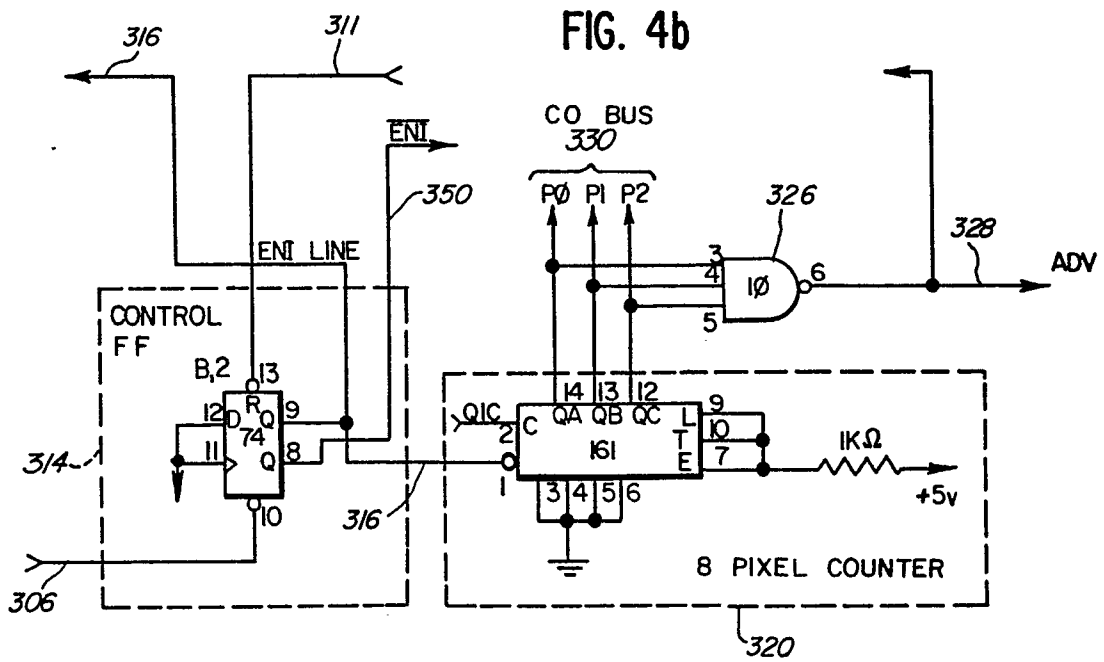 FIG. 4b
316
311
CO BUS
330
ENI
P0 P1 P2
350
326
ENI LINE
3
4
5
10
6
328
ADV
CONTROL
FF
B,2
13
R
12
D
Q
9
74
11
Q
8
10
314
306
316
Q1C
2
C
14 13 12
QA QB QC
161
L
T
E
9
10
7
1
3 4 5 6
1KΩ
+5v
8 PIXEL COUNTER
320